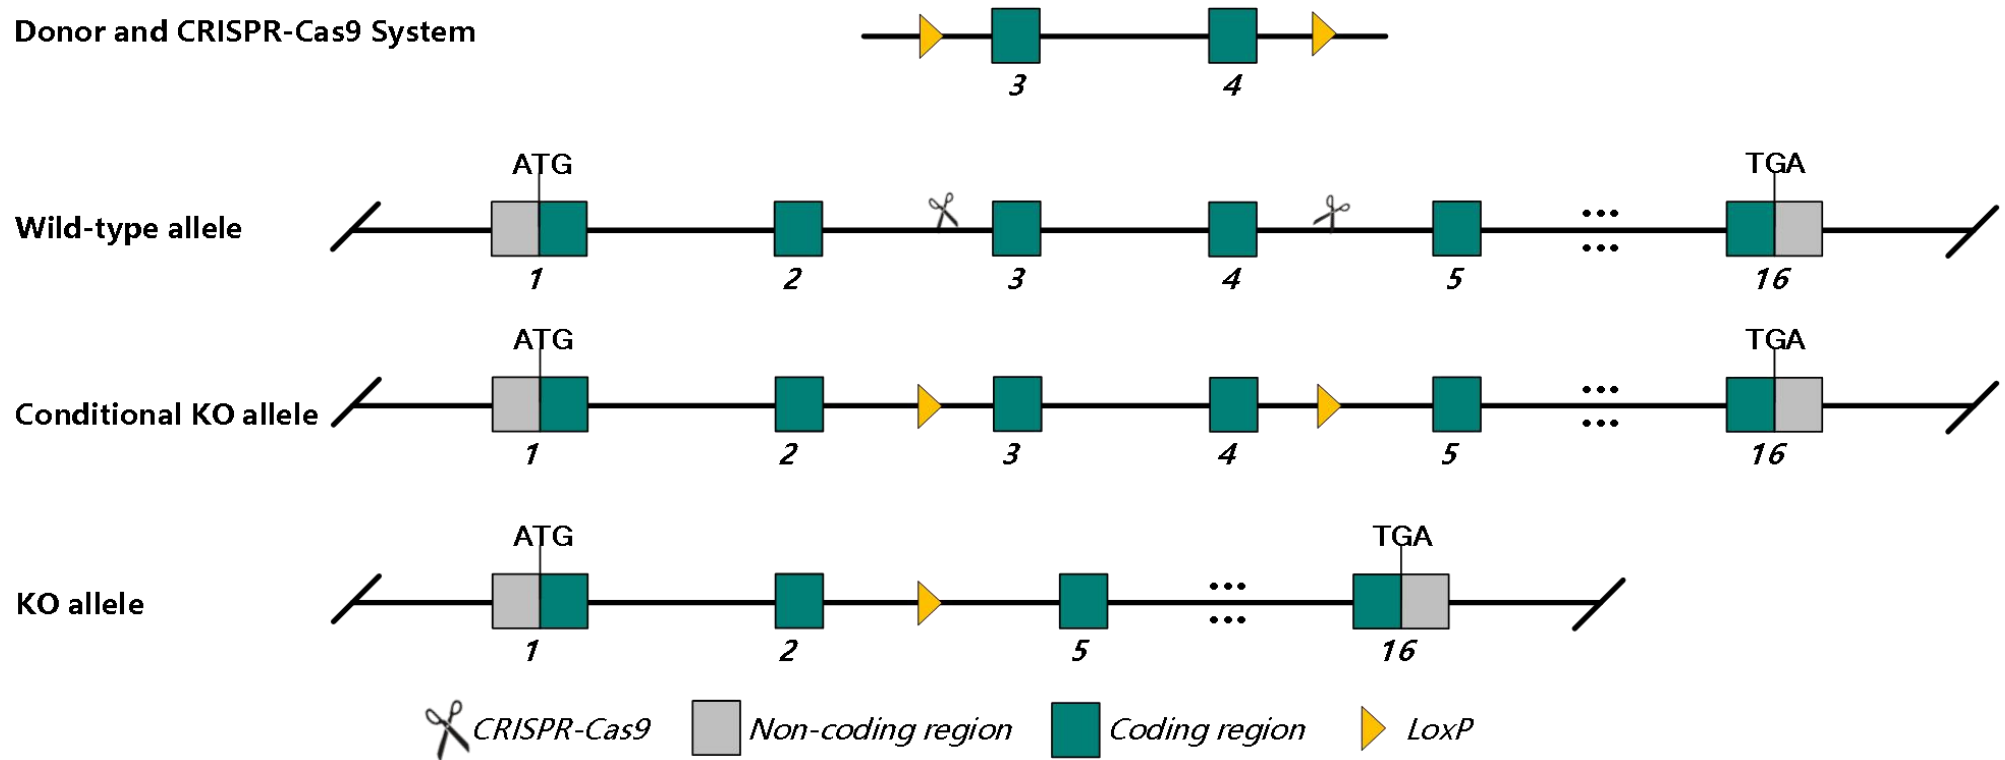 Donor and CRISPR-Cas9 System
3 4
ATG TGA
Wild-type allele
1 2 3 4 5 16
ATG TGA
Conditional KO allele
1 2 3 4 5 16
ATG TGA
KO allele
1 2 5 16
CRISPR-Cas9 Non-coding region Coding region LoxP